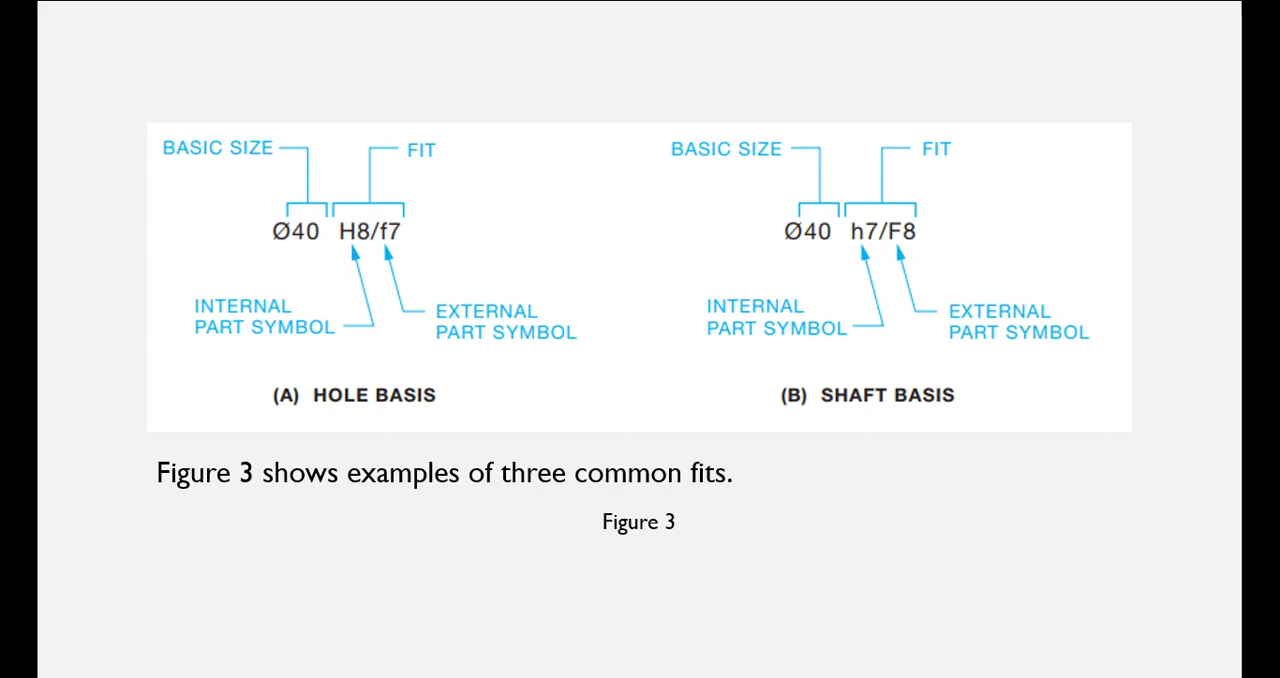 BASIC SIZE
FIT
Ø40 H8/f7
INTERNAL
PART SYMBOL
EXTERNAL
PART SYMBOL
(A) HOLE BASIS
BASIC SIZE
FIT
Ø40 h7/F8
INTERNAL
PART SYMBOL
EXTERNAL
PART SYMBOL
(B) SHAFT BASIS
Figure 3 shows examples of three common fits.
Figure 3